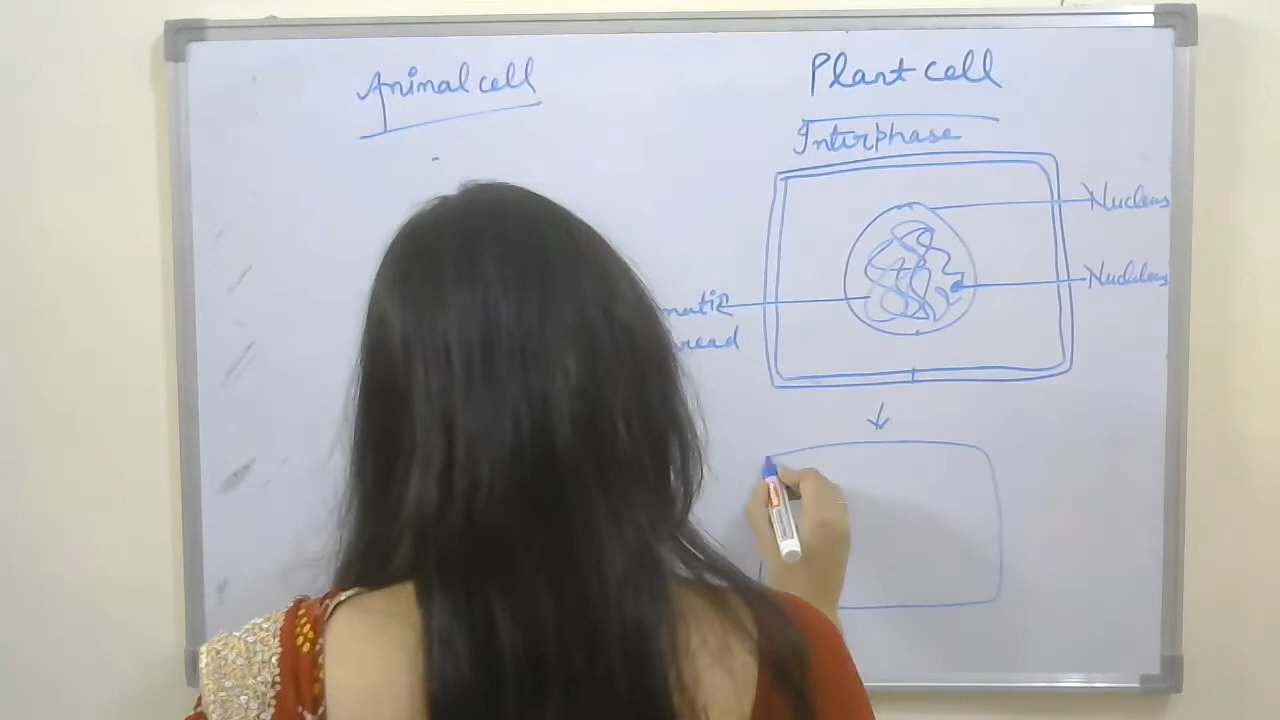 Animal cell
Plant cell
Interphase
Nucleus
Nucleolus
matic
read